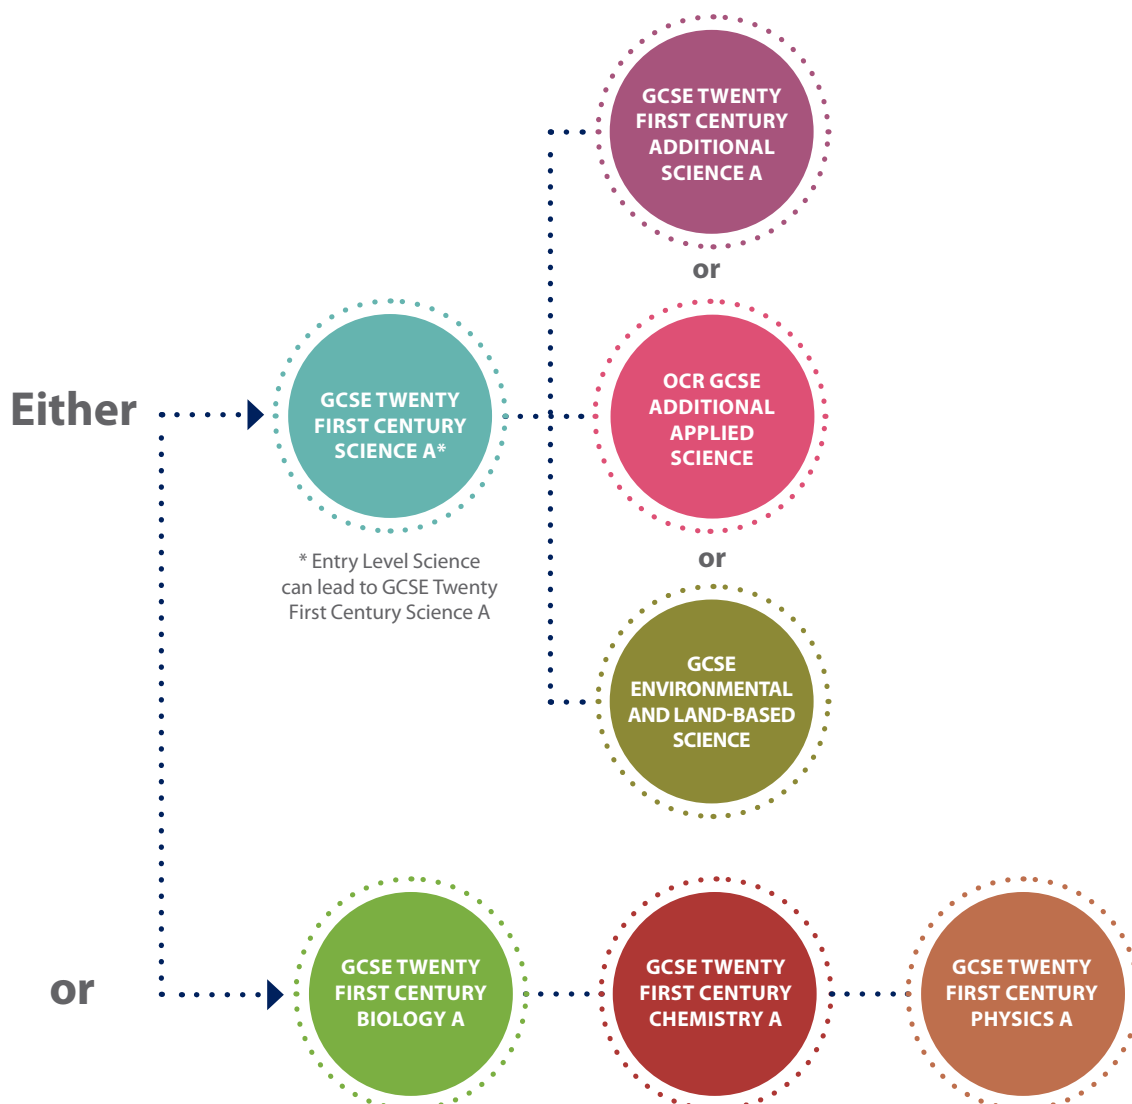 GCSE TWENTY
FIRST CENTURY
ADDITIONAL
SCIENCE A
or
Either
GCSE TWENTY
FIRST CENTURY
SCIENCE A*
OCR GCSE
ADDITIONAL
APPLIED
SCIENCE
* Entry Level Science
can lead to GCSE Twenty
First Century Science A
or
GCSE
ENVIRONMENTAL
AND LAND-BASED
SCIENCE
or
GCSE TWENTY
FIRST CENTURY
BIOLOGY A
GCSE TWENTY
FIRST CENTURY
CHEMISTRY A
GCSE TWENTY
FIRST CENTURY
PHYSICS A